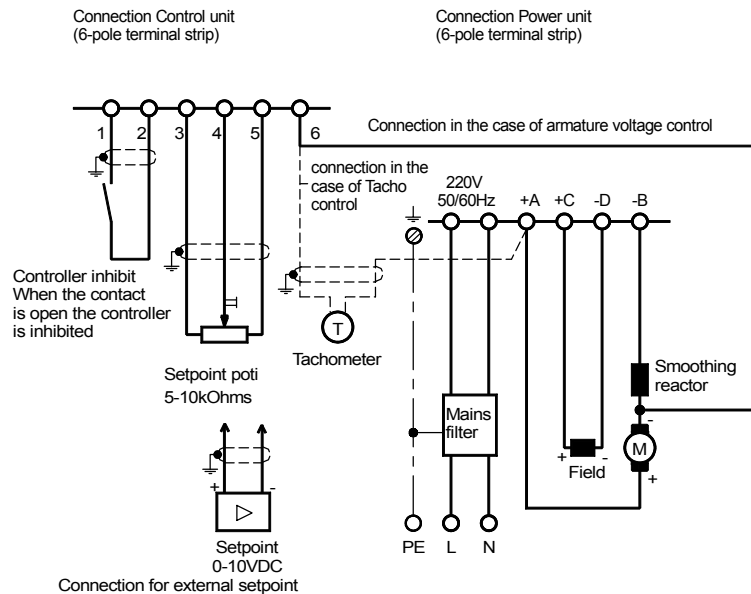 Connection Control unit
(6-pole terminal strip)
Connection Power unit
(6-pole terminal strip)
1 2 3 4 5 6
Connection in the case of armature voltage control
connection in the
case of Tacho
control
220V
50/60Hz
+A +C -D -B
Controller inhibit
When the contact
is open the controller
is inhibited
T
Tachometer
Setpoint poti
5-10kOhms
Mains
filter
Smoothing
reactor
-
M
+
+ -
Field
+ -
Setpoint
0-10VDC
PE L N
Connection for external setpoint